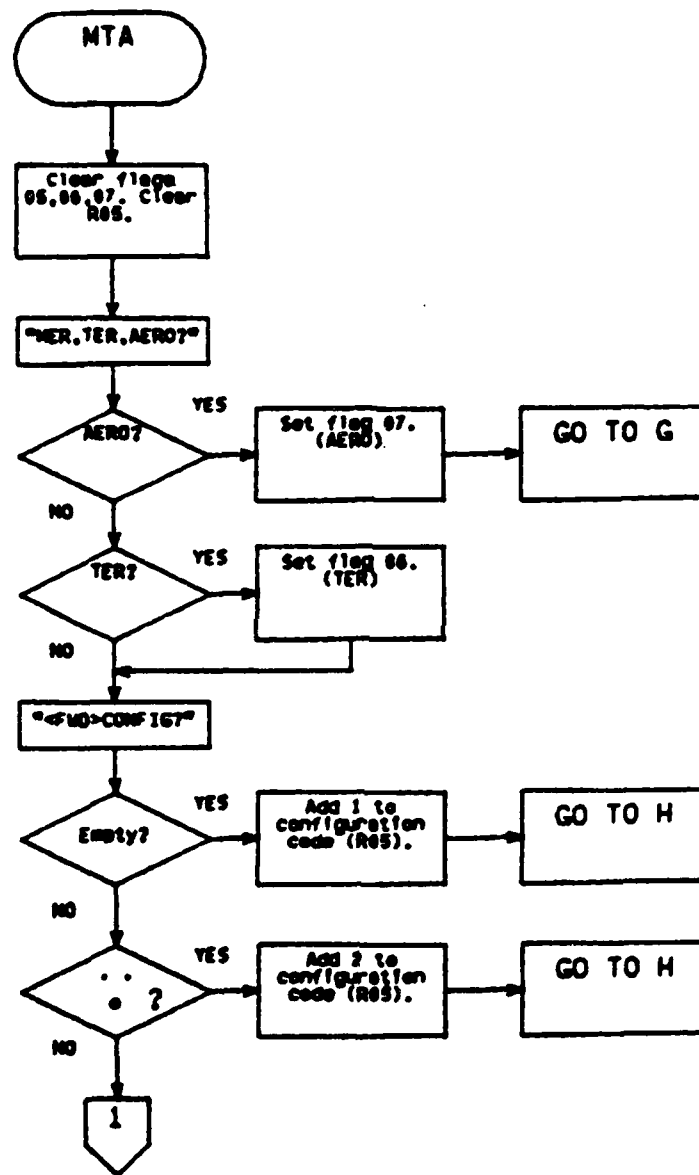 MTA
Clear flags
05,06,07. Clear
R05.
"MER,TER,AERO?"
AERO?
YES
Set flag 07.
(AERO)
GO TO G
NO
TER?
YES
Set flag 06.
(TER)
NO
"<FWD>CONFIG?"
Empty?
YES
Add 1 to
configuration
code (R05).
GO TO H
NO
?
YES
Add 2 to
configuration
code (R05).
GO TO H
NO
1